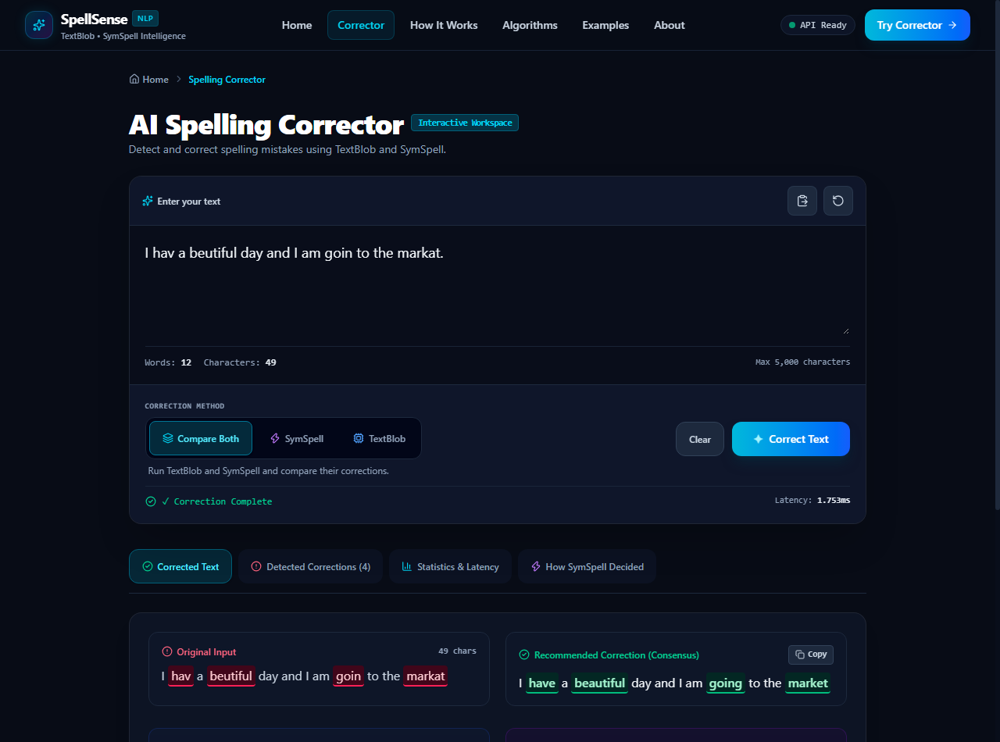 SpellSense NLP
TextBlob • SymSpell Intelligence
Home Corrector How It Works Algorithms Examples About
API Ready
Try Corrector →
Home > Spelling Corrector
AI Spelling Corrector Interactive Workspace
Detect and correct spelling mistakes using TextBlob and SymSpell.
Enter your text
I hav a beutiful day and I am goin to the markat.
Words: 12 Characters: 49 Max 5,000 characters
CORRECTION METHOD
Compare Both SymSpell TextBlob
Clear ✦ Correct Text
Run TextBlob and SymSpell and compare their corrections.
✓ Correction Complete Latency: 1.753ms
Corrected Text Detected Corrections (4) Statistics & Latency How SymSpell Decided
Original Input 49 chars
I hav a beutiful day and I am goin to the markat
Recommended Correction (Consensus) Copy
I have a beautiful day and I am going to the market